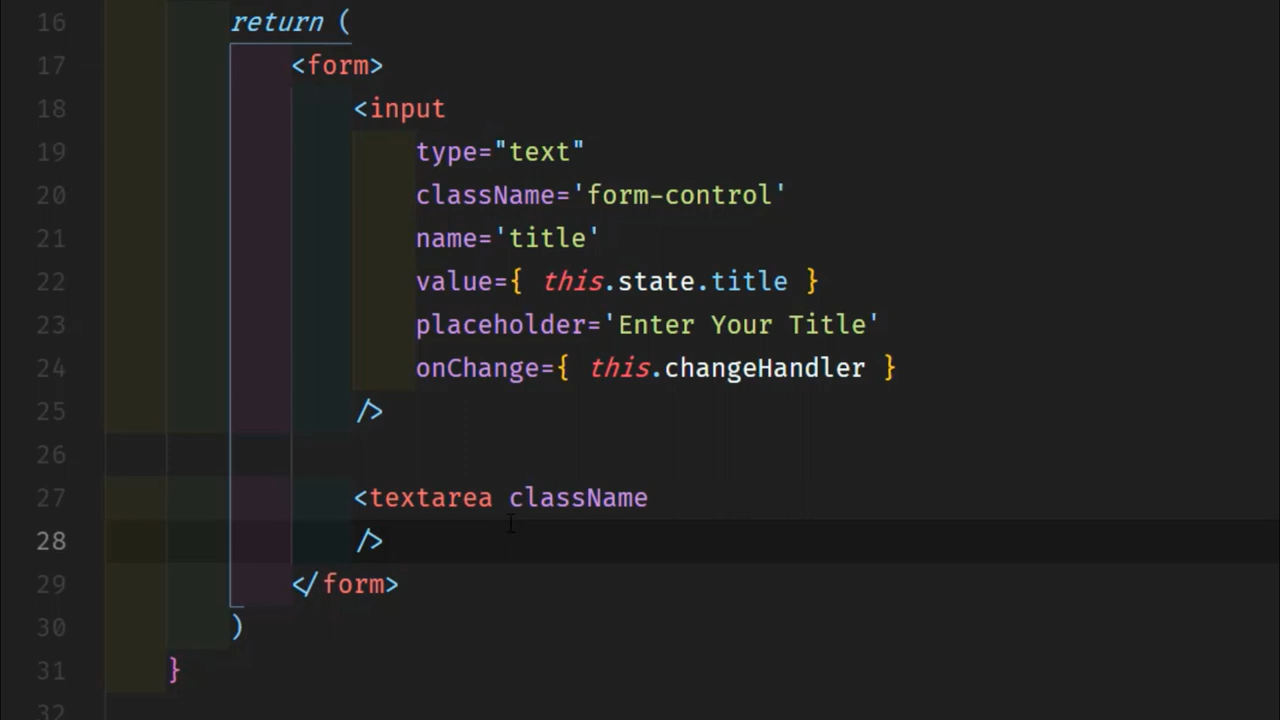 16 return (
17 <form>
18 <input
19 type="text"
20 className='form-control'
21 name='title'
22 value={ this.state.title }
23 placeholder='Enter Your Title'
24 onChange={ this.changeHandler }
25 />
26
27 <textarea className
28 />
29 </form>
30 )
31 }
32